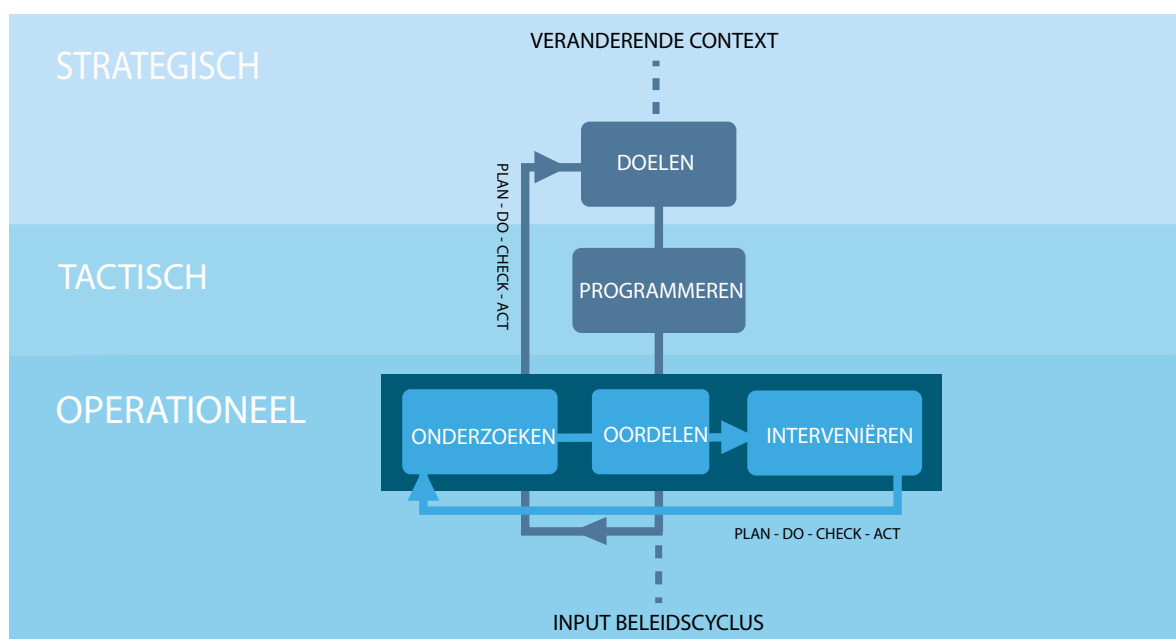 VERANDERENDE CONTEXT
STRATEGISCH
DOELEN
PLAN - DO - CHECK - ACT
TACTISCH
PROGRAMMEREN
OPERATIONEEL
ONDERZOEKEN
OORDELEN
INTERVENIËREN
PLAN - DO - CHECK - ACT
INPUT BELEIDSCYCLUS